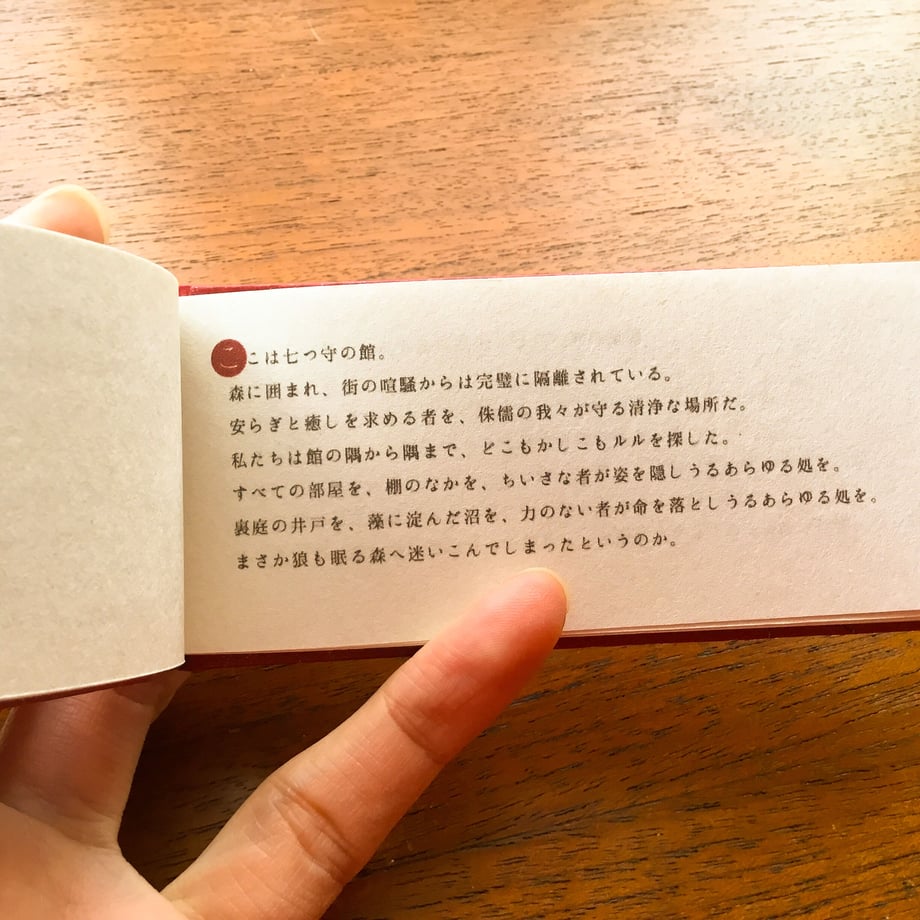 ここは七つ守の館。
森に囲まれ、街の喧騒からは完璧に隔離されている。
安らぎと癒しを求める者を、侏儒の我々が守る清浄な場所だ。
私たちは館の隅から隅まで、どこもかしこもルルを探した。
すべての部屋を、棚のなかを、ちいさな者が姿を隠しうるあらゆる処を。
裏庭の井戸を、藻に淀んだ沼を、力のない者が命を落としうるあらゆる処を。
まさか狼も眠る森へ迷いこんでしまったというのか。